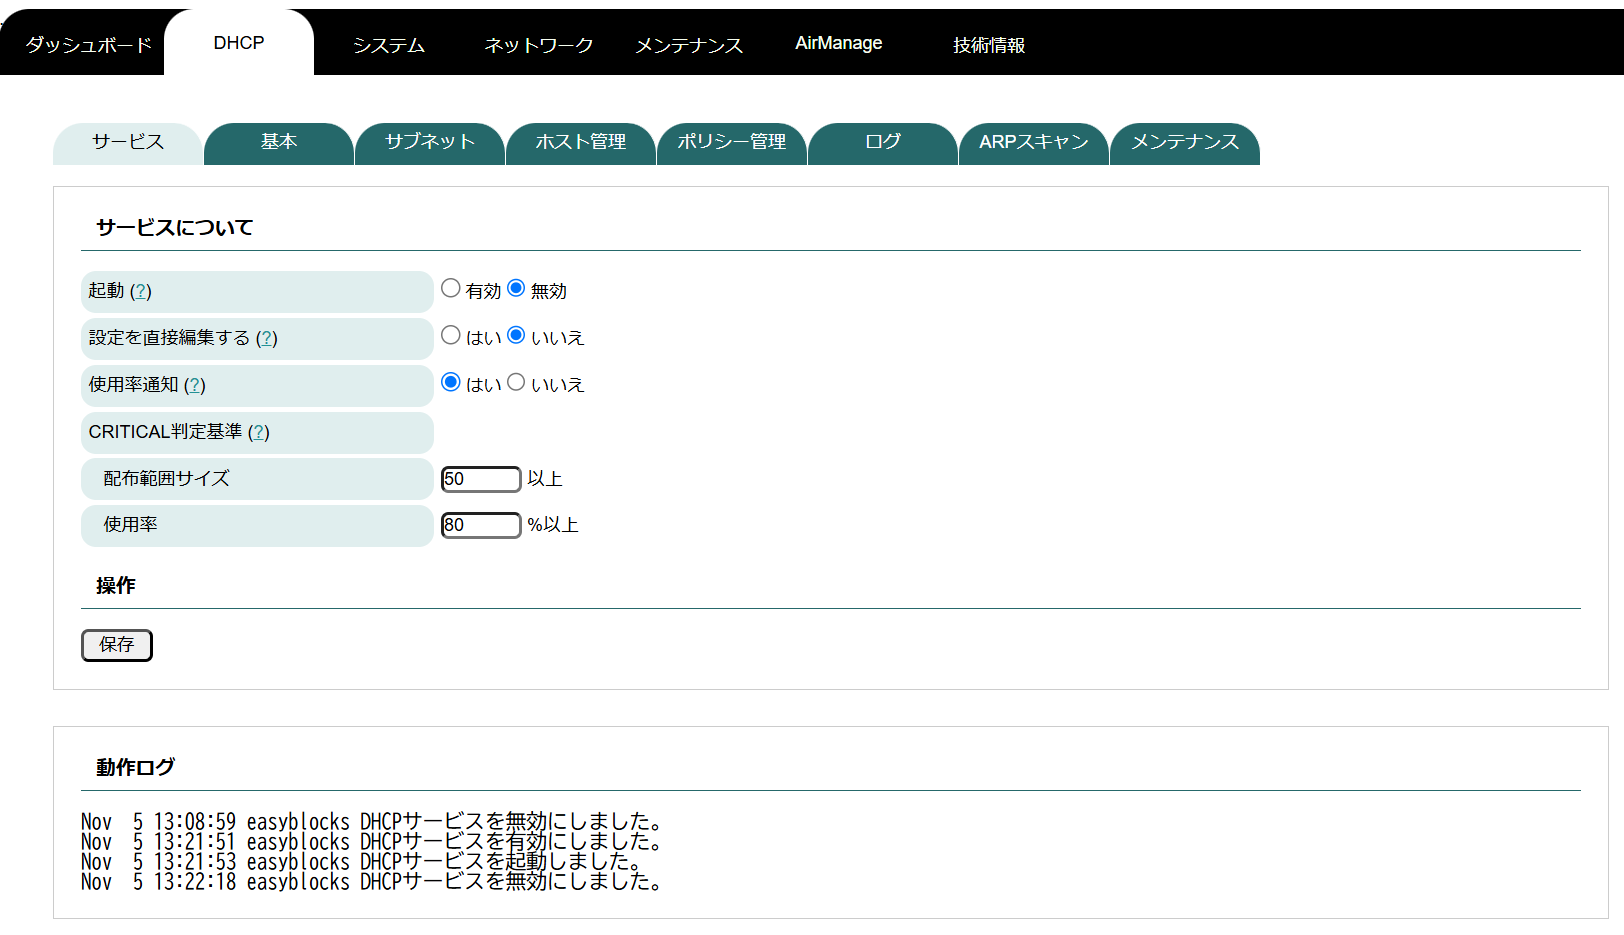 ダッシュボード DHCP システム ネットワーク メンテナンス AirManage 技術情報
サービス 基本 サブネット ホスト管理 ポリシー管理 ログ ARPスキャン メンテナンス
サービスについて
起動 (?) 有効 無効
設定を直接編集する (?) はい いいえ
使用率通知 (?) はい いいえ
CRITICAL判定基準 (?)
配布範囲サイズ 50 以上
使用率 80 %以上
操作
保存
動作ログ
Nov  5 13:08:59 easyblocks DHCPサービスを無効にしました。
Nov  5 13:21:51 easyblocks DHCPサービスを有効にしました。
Nov  5 13:21:53 easyblocks DHCPサービスを起動しました。
Nov  5 13:22:18 easyblocks DHCPサービスを無効にしました。